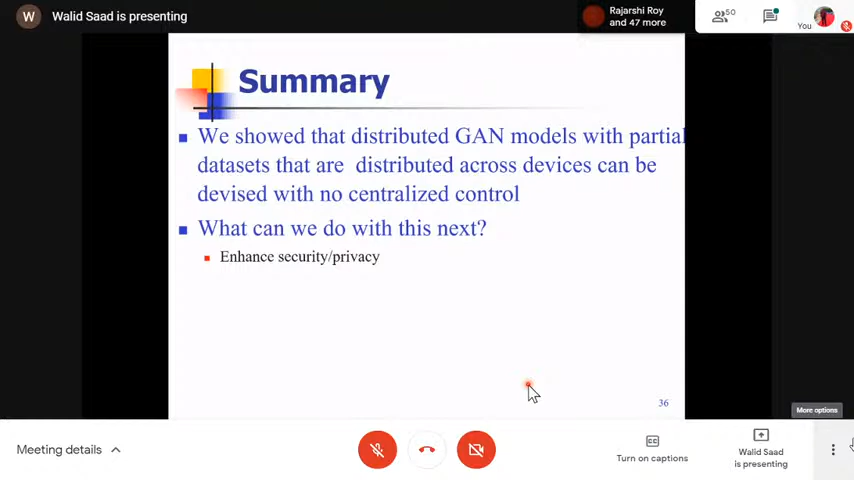 W
Walid Saad is presenting
Rajarshi Roy
and 47 more
50
You
Summary
We showed that distributed GAN models with partial
datasets that are distributed across devices can be
devised with no centralized control
What can we do with this next?
Enhance security/privacy
36
More options
Meeting details
CC
Turn on captions
Walid Saad
is presenting